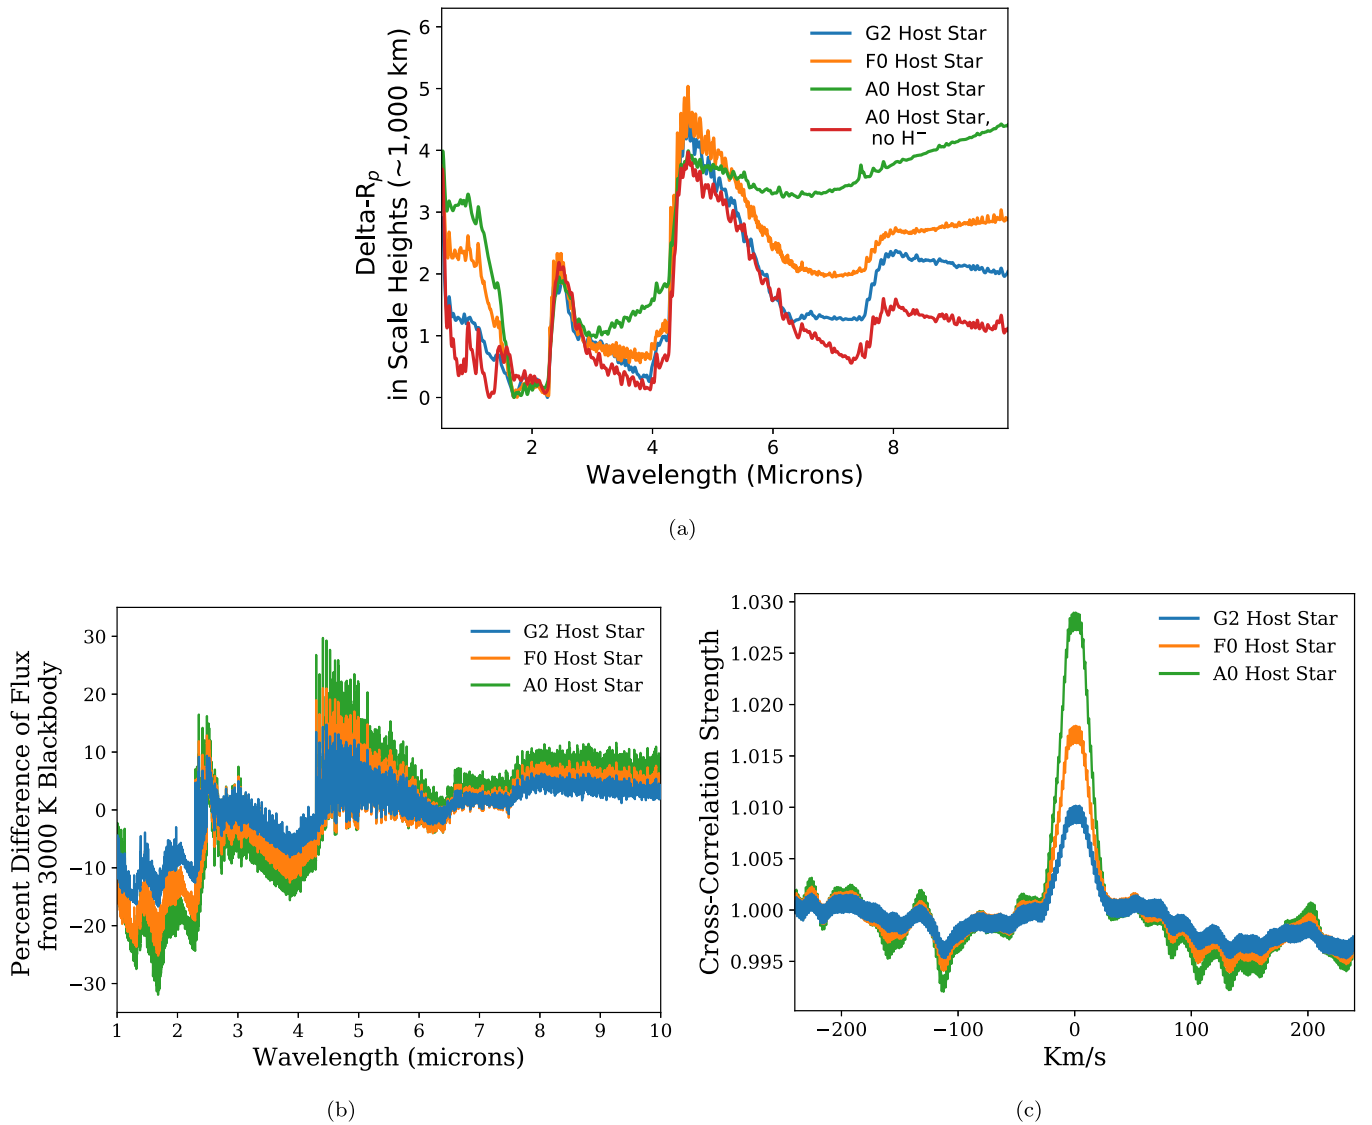 6
5
4
3
2
1
0
Delta-R_p
in Scale Heights (~1,000 km)
G2 Host Star
F0 Host Star
A0 Host Star
A0 Host Star,
no H⁻
2 4 6 8
Wavelength (Microns)
(a)
30
20
10
0
−10
−20
−30
Percent Difference of Flux
from 3000 K Blackbody
G2 Host Star
F0 Host Star
A0 Host Star
1 2 3 4 5 6 7 8 9 10
Wavelength (microns)
(b)
1.030
1.025
1.020
1.015
1.010
1.005
1.000
0.995
Cross-Correlation Strength
G2 Host Star
F0 Host Star
A0 Host Star
−200 −100 0 100 200
Km/s
(c)